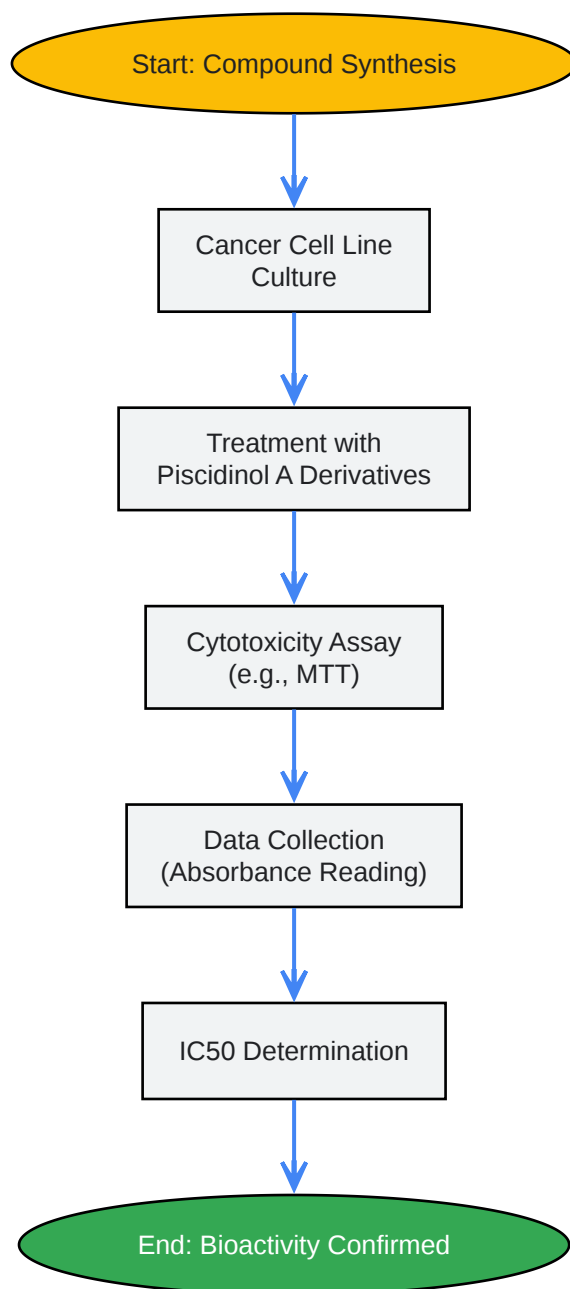 Start: Compound Synthesis
Cancer Cell Line
Culture
Treatment with
Piscidinol A Derivatives
Cytotoxicity Assay
(e.g., MTT)
Data Collection
(Absorbance Reading)
IC50 Determination
End: Bioactivity Confirmed